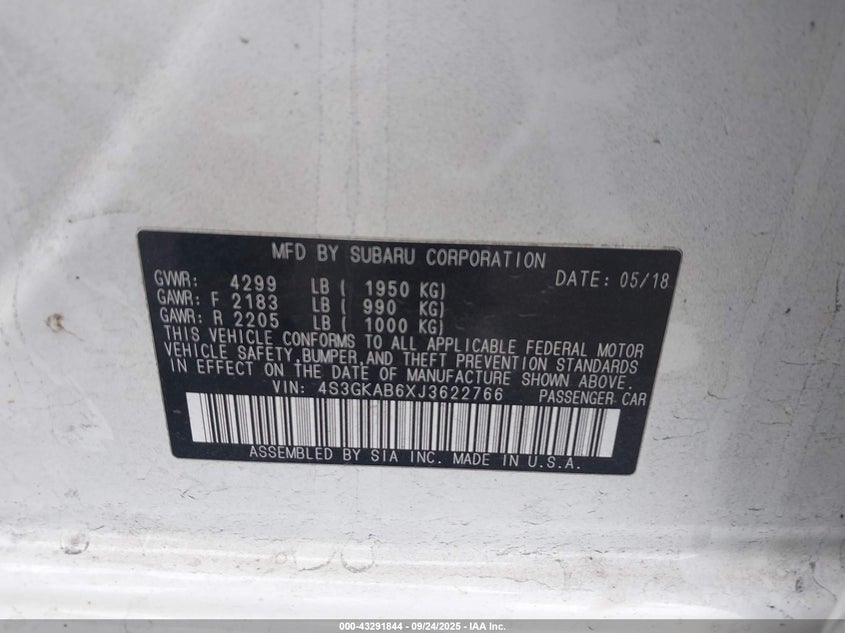 MFD BY SUBARU CORPORATION
DATE: 05/18
GVWR: 4299 LB ( 1950 KG)
GAWR: F 2183 LB ( 990 KG)
GAWR: R 2205 LB ( 1000 KG)
THIS VEHICLE CONFORMS TO ALL APPLICABLE FEDERAL MOTOR
VEHICLE SAFETY, BUMPER, AND THEFT PREVENTION STANDARDS
IN EFFECT ON THE DATE OF MANUFACTURE SHOWN ABOVE.
VIN: 4S3GKAB6XJ3622766 PASSENGER CAR
ASSEMBLED BY SIA INC. MADE IN U.S.A.
000-43291844 - 09/24/2025 - IAA Inc.